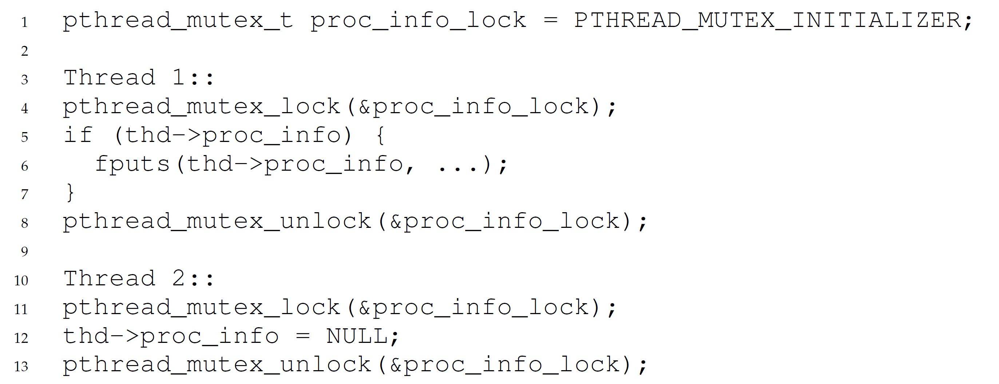 1 pthread_mutex_t proc_info_lock = PTHREAD_MUTEX_INITIALIZER;
2
3 Thread 1::
4 pthread_mutex_lock(&proc_info_lock);
5 if (thd->proc_info) {
6   fputs(thd->proc_info, ...);
7 }
8 pthread_mutex_unlock(&proc_info_lock);
9
10 Thread 2::
11 pthread_mutex_lock(&proc_info_lock);
12 thd->proc_info = NULL;
13 pthread_mutex_unlock(&proc_info_lock);